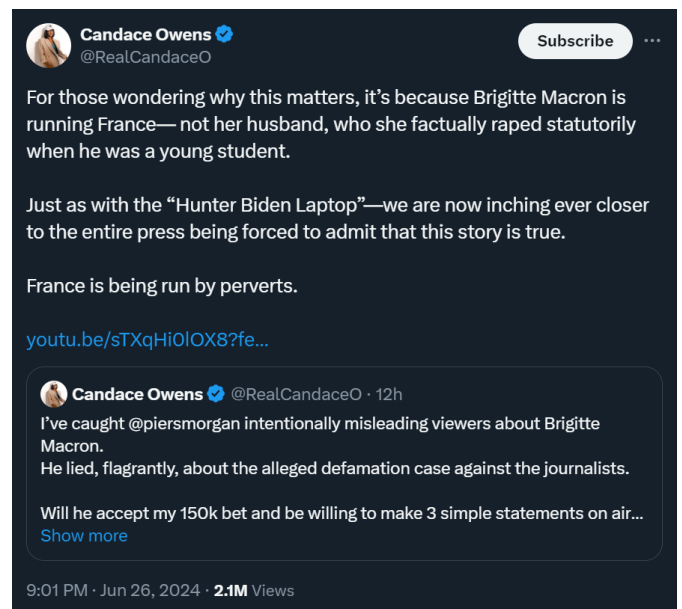 Candace Owens
Subscribe
@RealCandaceO
For those wondering why this matters, it’s because Brigitte Macron is
running France— not her husband, who she factually raped statutorily
when he was a young student.
Just as with the “Hunter Biden Laptop”—we are now inching ever closer
to the entire press being forced to admit that this story is true.
France is being run by perverts.
youtu.be/sTXqHi0lOX8?fe...
Candace Owens @RealCandaceO · 12h
I’ve caught @piersmorgan intentionally misleading viewers about Brigitte
Macron.
He lied, flagrantly, about the alleged defamation case against the journalists.
Will he accept my 150k bet and be willing to make 3 simple statements on air...
Show more
9:01 PM · Jun 26, 2024 · 2.1M Views